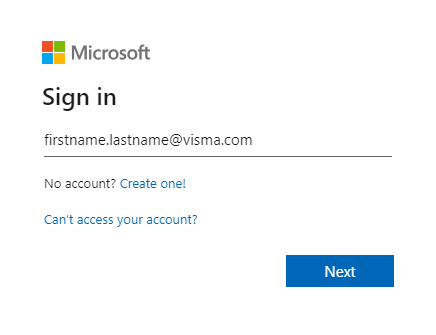 Microsoft
Sign in
firstname.lastname@visma.com
No account? Create one!
Can't access your account?
Next